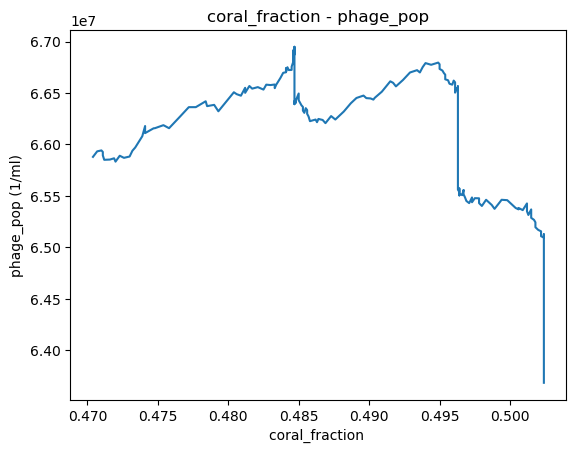 coral_fraction - phage_pop
1e7
6.70
6.65
6.60
6.55
6.50
6.45
6.40
phage_pop (1/ml)
0.470 0.475 0.480 0.485 0.490 0.495 0.500
coral_fraction